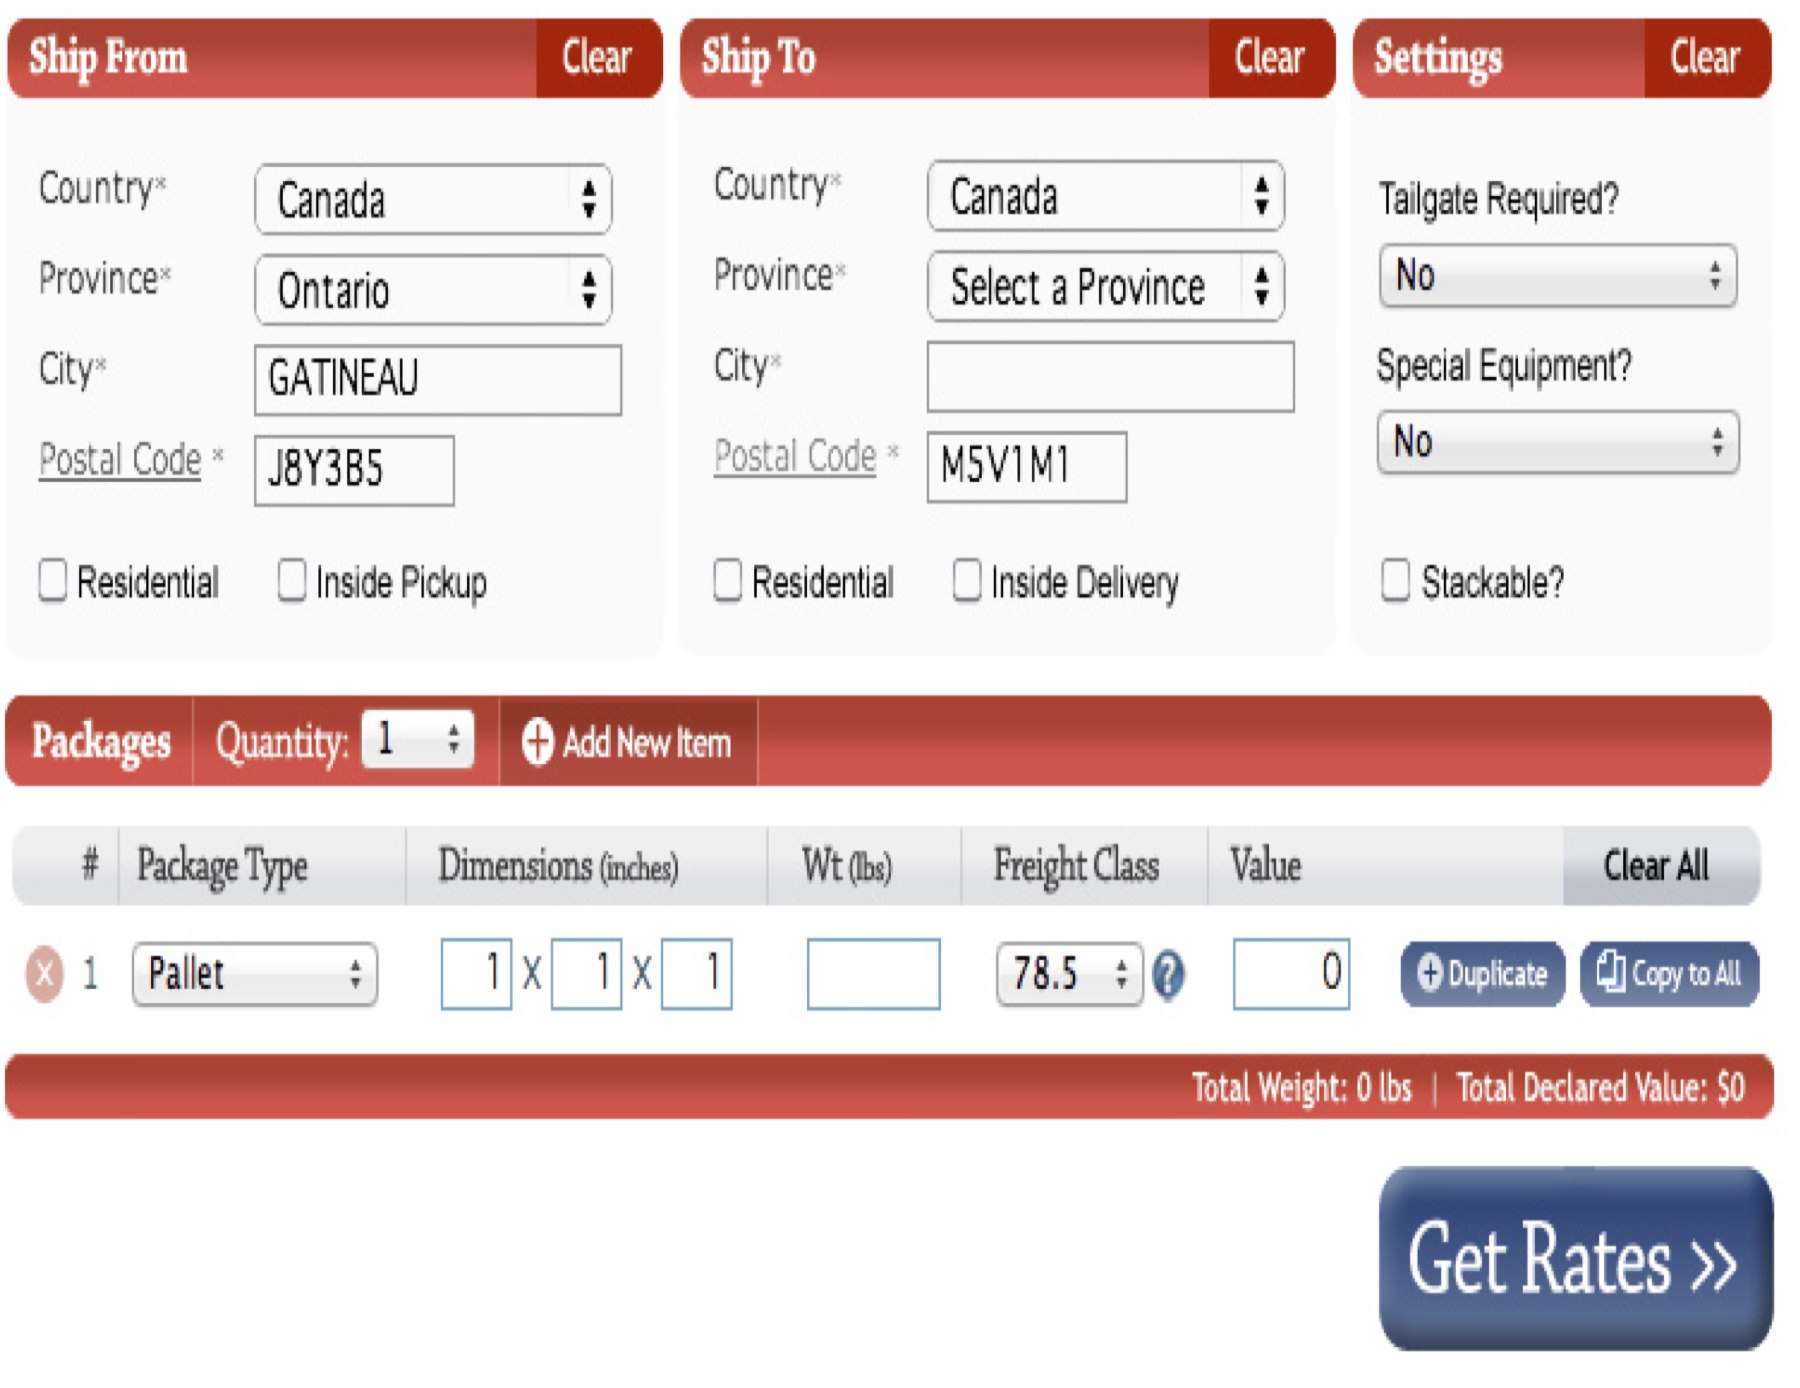 Ship From Clear
Country* Canada
Province* Ontario
City* GATINEAU
Postal Code * J8Y3B5
Residential Inside Pickup
Ship To Clear
Country* Canada
Province* Select a Province
City*
Postal Code * M5V1M1
Residential Inside Delivery
Settings Clear
Tailgate Required?
No
Special Equipment?
No
Stackable?
Packages Quantity: 1 Add New Item
# Package Type Dimensions (inches) Wt (lbs) Freight Class Value Clear All
X 1 Pallet 1 X 1 X 1 78.5 ? 0 Duplicate Copy to All
Total Weight: 0 lbs | Total Declared Value: $0
Get Rates >>